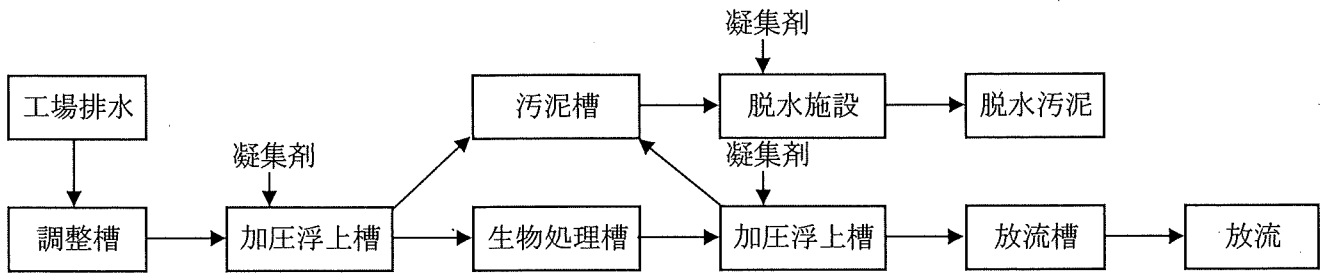 凝集剤
工場排水
汚泥槽
脱水施設
脱水汚泥
凝集剤
凝集剤
調整槽
加圧浮上槽
生物処理槽
加圧浮上槽
放流槽
放流